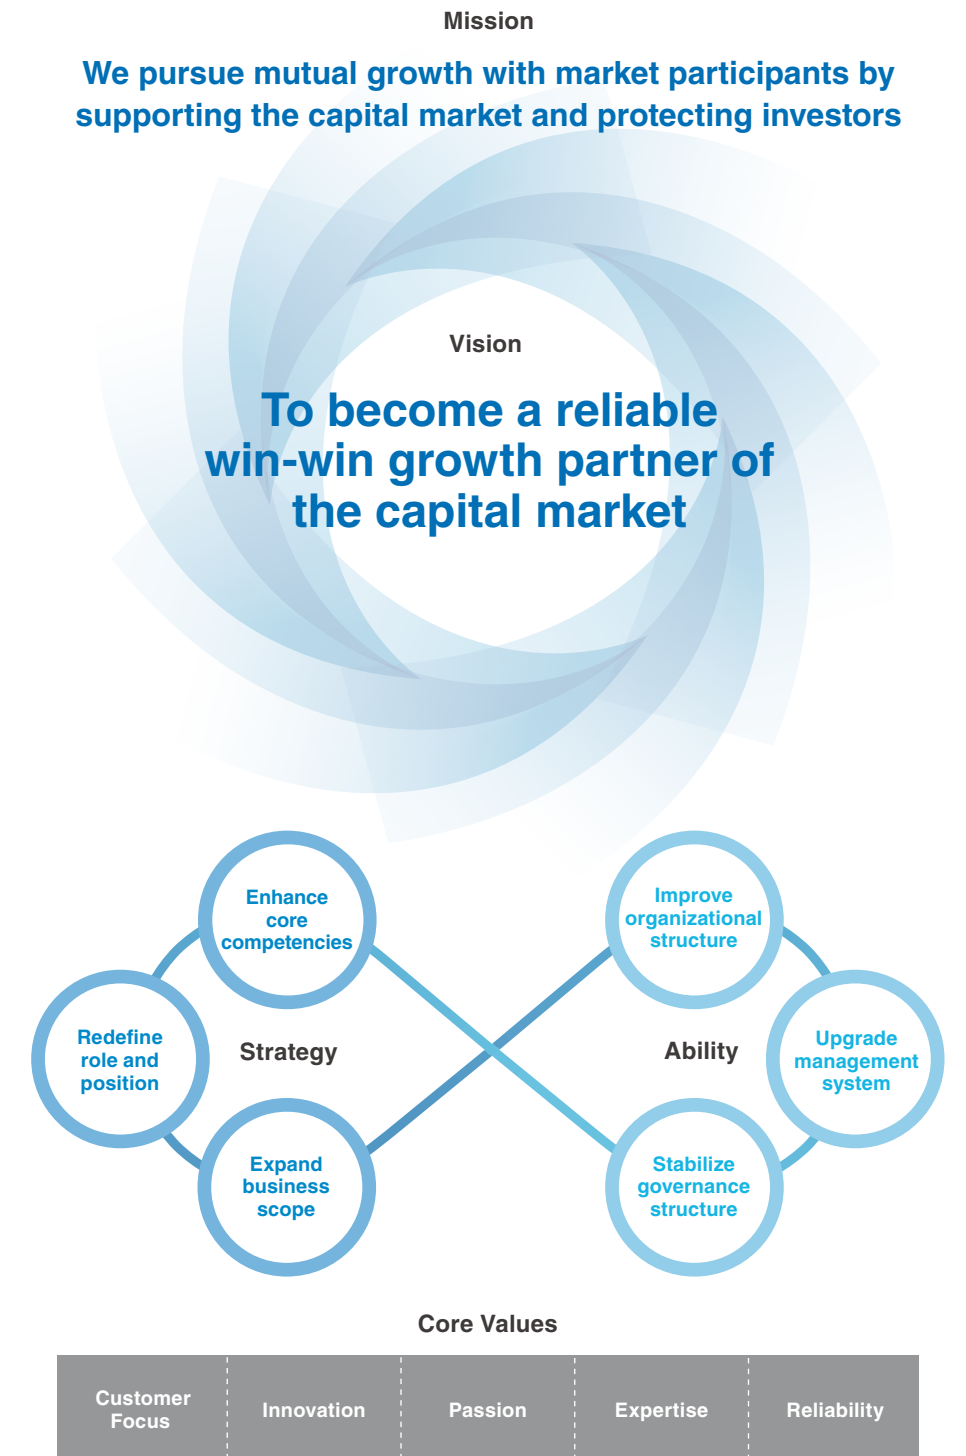 Mission
We pursue mutual growth with market participants by
supporting the capital market and protecting investors
Vision
To become a reliable
win-win growth partner of
the capital market
Enhance
core
competencies
Improve
organizational
structure
Redefine
role and
position
Strategy
Ability
Upgrade
management
system
Expand
business
scope
Stabilize
governance
structure
Core Values
Customer
Focus
Innovation
Passion
Expertise
Reliability